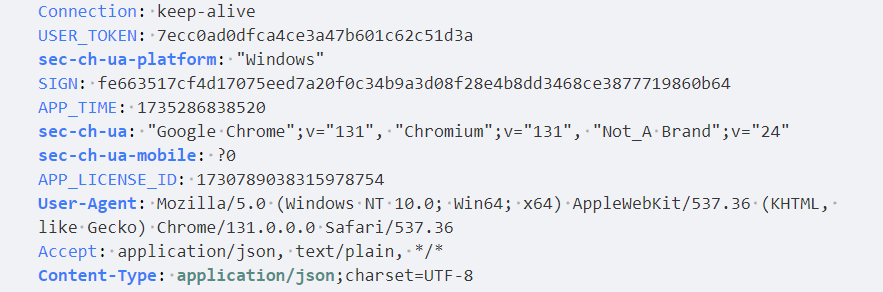 Connection: keep-alive
USER_TOKEN: 7ecc0ad0dfca4ce3a47b601c62c51d3a
sec-ch-ua-platform: "Windows"
SIGN: fe663517cf4d17075eed7a20f0c34b9a3d08f28e4b8dd3468ce3877719860b64
APP_TIME: 1735286838520
sec-ch-ua: "Google Chrome";v="131", "Chromium";v="131", "Not_A Brand";v="24"
sec-ch-ua-mobile: ?0
APP_LICENSE_ID: 1730789038315978754
User-Agent: Mozilla/5.0 (Windows NT 10.0; Win64; x64) AppleWebKit/537.36 (KHTML,
like Gecko) Chrome/131.0.0.0 Safari/537.36
Accept: application/json, text/plain, */*
Content-Type: application/json;charset=UTF-8